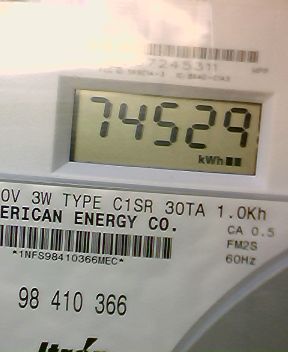 74529
kWh
0V 3W TYPE C1SR 30TA 1.0Kh
ERICAN ENERGY CO.
CA 0.5
FM2S
*1NFS98410366MEC*
60Hz
98 410 366
Itron